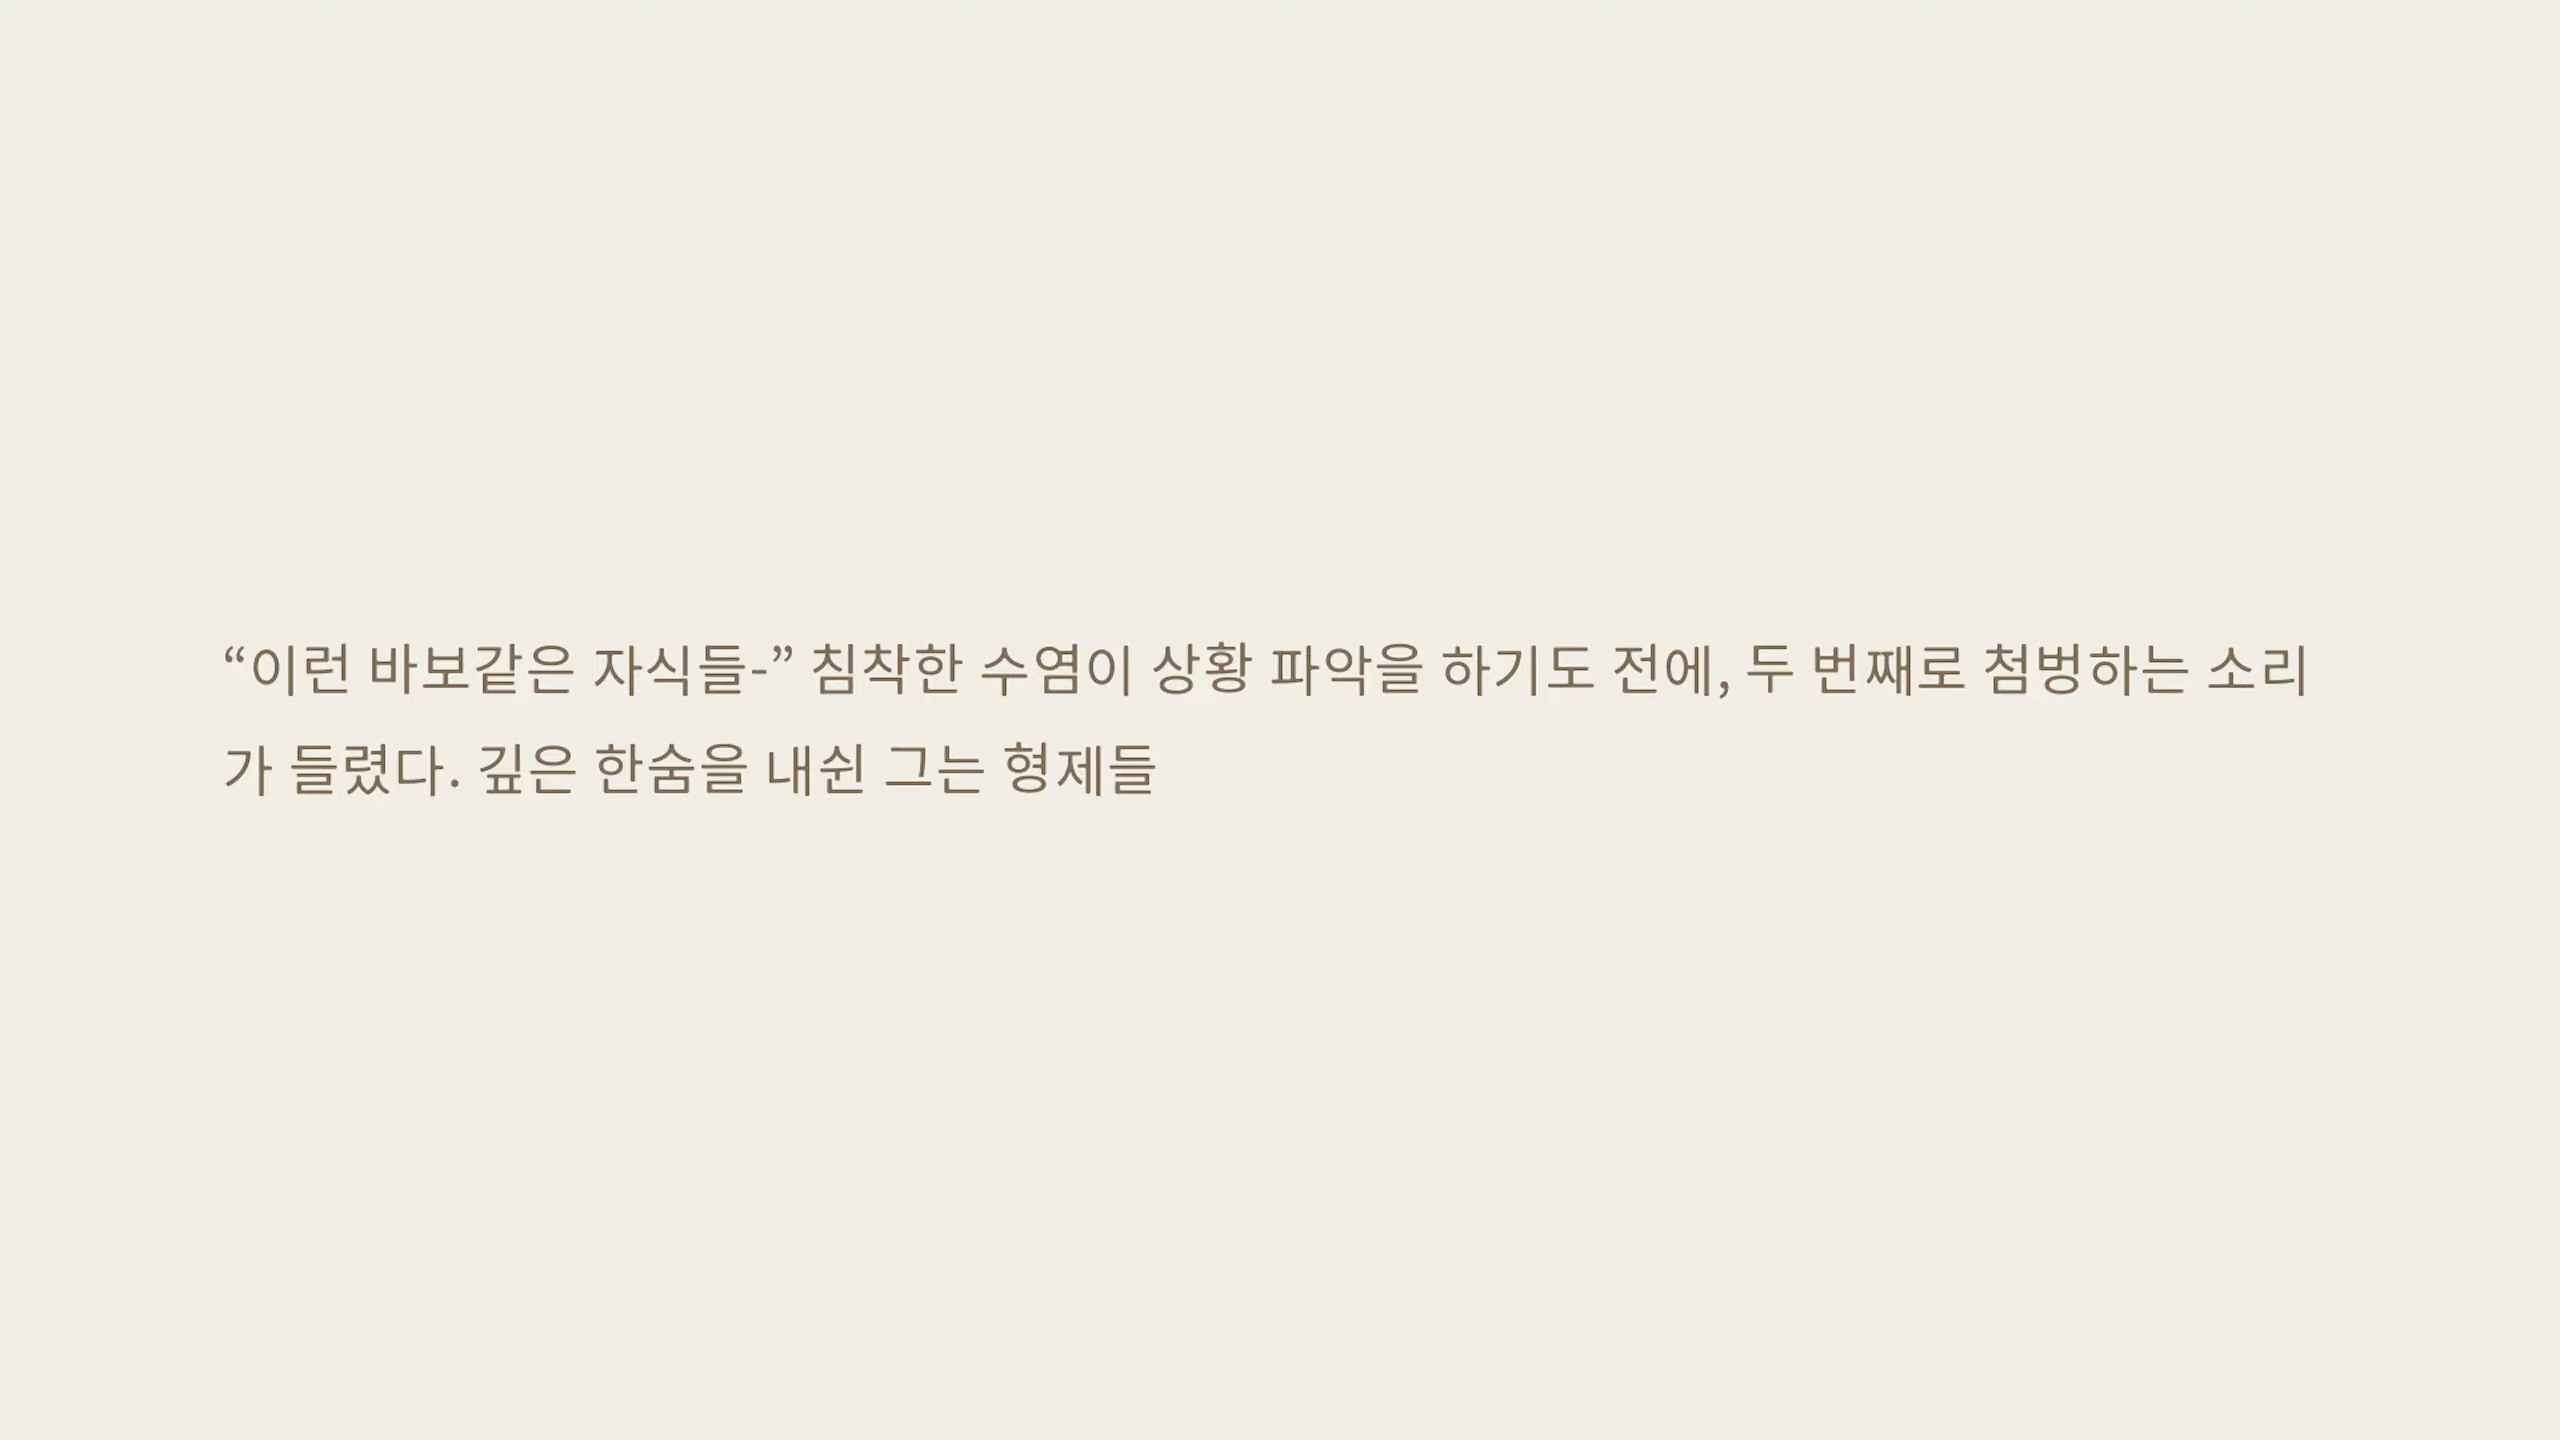 “이런 바보같은 자식들-” 침착한 수염이 상황 파악을 하기도 전에, 두 번째로 첨벙하는 소리
가 들렸다. 깊은 한숨을 내쉰 그는 형제들